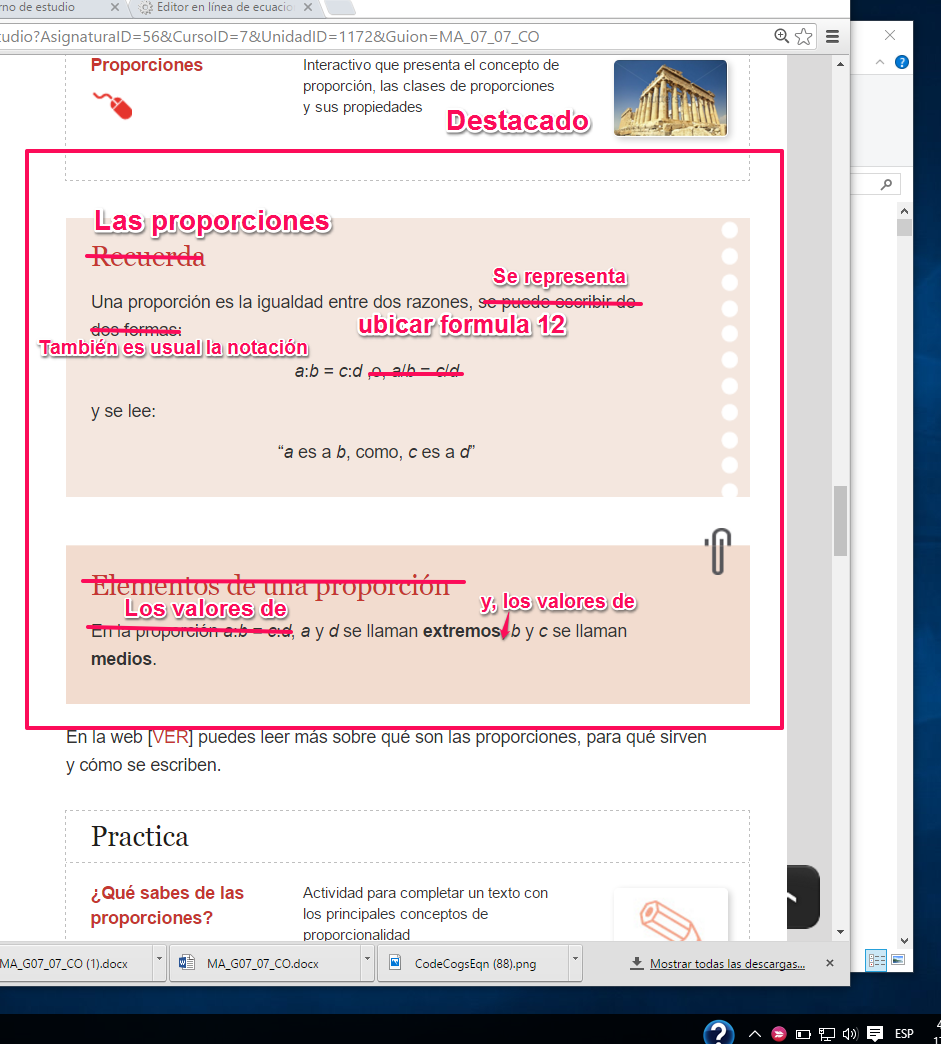 rno de estudio
Editor en línea de ecuacio
tudio?AsignaturaID=56&CursoID=7&UnidadID=1172&Guion=MA_07_07_CO
Proporciones
Interactivo que presenta el concepto de
proporción, las clases de proporciones
y sus propiedades
Destacado
Las proporciones
Recuerda
Se representa
Una proporción es la igualdad entre dos razones, se puede escribir de
dos formas:
ubicar formula 12
También es usual la notación
a:b = c:d ,o, a/b = c/d
y se lee:
“a es a b, como, c es a d”
Elementos de una proporción
Los valores de
y, los valores de
En la proporción a:b = c:d, a y d se llaman extremos b y c se llaman
medios.
En la web [VER] puedes leer más sobre qué son las proporciones, para qué sirven
y cómo se escriben.
Practica
¿Qué sabes de las
proporciones?
Actividad para completar un texto con
los principales conceptos de
proporcionalidad
MA_G07_07_CO (1).docx
MA_G07_07_CO.docx
CodeCogsEqn (88).png
Mostrar todas las descargas...
ESP